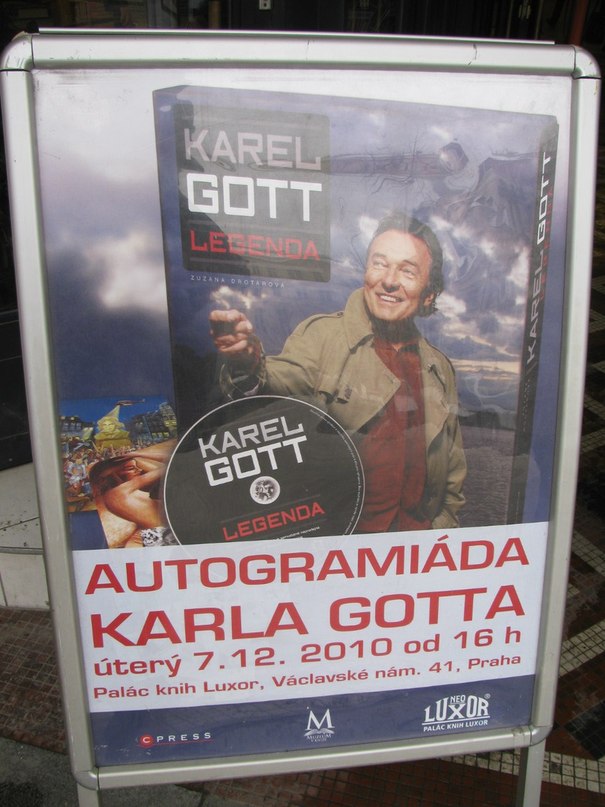 KAREL
GOTT
LEGENDA
ZUZANA DROTÁROVÁ
KAREL GOTT
KAREL
GOTT
LEGENDA
AUTOGRAMIÁDA
KARLA GOTTA
úterý 7.12. 2010 od 16 h
Palác knih Luxor, Václavské nám. 41, Praha
CPRESS
M
NEO
LUXOR®
PALÁC KNIH LUXOR